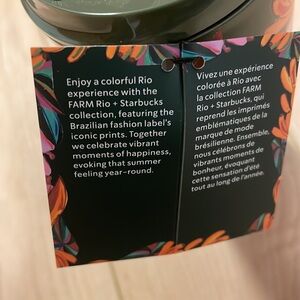 Enjoy a colorful Rio
experience with the
FARM Rio + Starbucks
collection, featuring the
Brazilian fashion label's
iconic prints. Together
we celebrate vibrant
moments of happiness,
evoking that summer
feeling year-round.
Vivez une expérience
colorée à Rio avec
la collection FARM
Rio + Starbucks, qui
reprend les imprimés
emblématiques de la
marque de mode
brésilienne. Ensemble,
nous célébrons de
vibrants moments de
bonheur, évoquant
cette sensation d'été
tout au long de l'année.